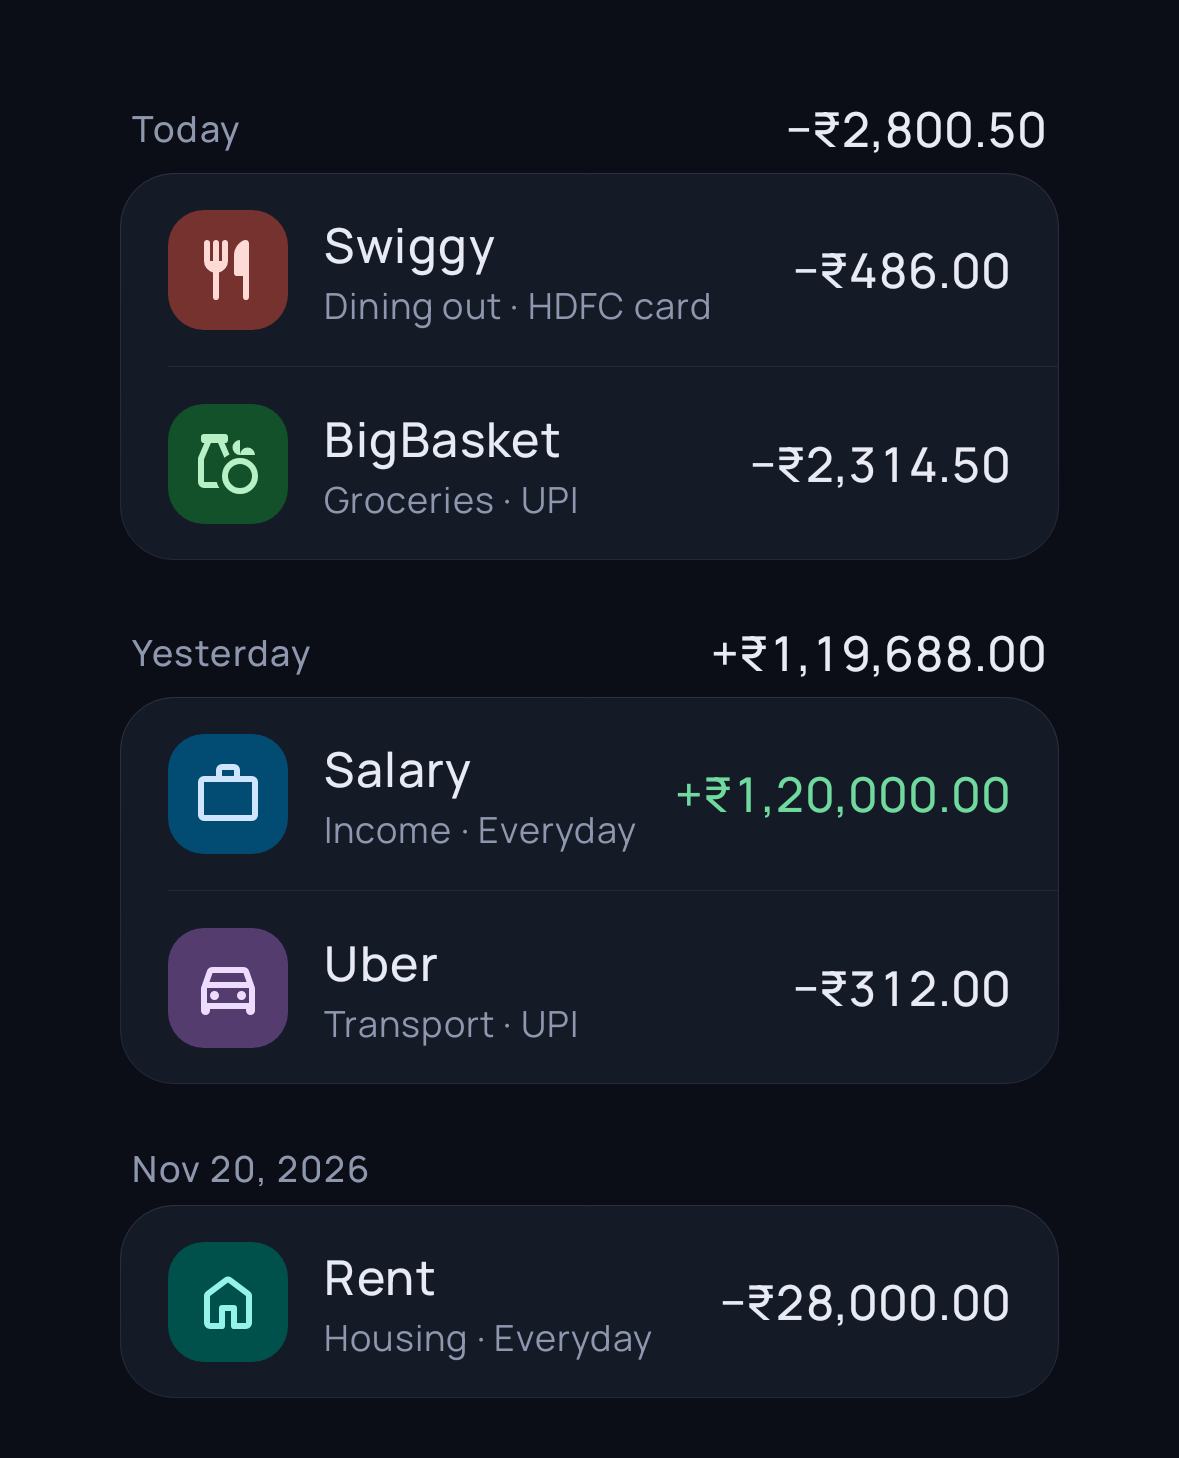 Today
−₹2,800.50
Swiggy
−₹486.00
Dining out · HDFC card
BigBasket
−₹2,314.50
Groceries · UPI
Yesterday
+₹1,19,688.00
Salary
+₹1,20,000.00
Income · Everyday
Uber
−₹312.00
Transport · UPI
Nov 20, 2026
Rent
−₹28,000.00
Housing · Everyday